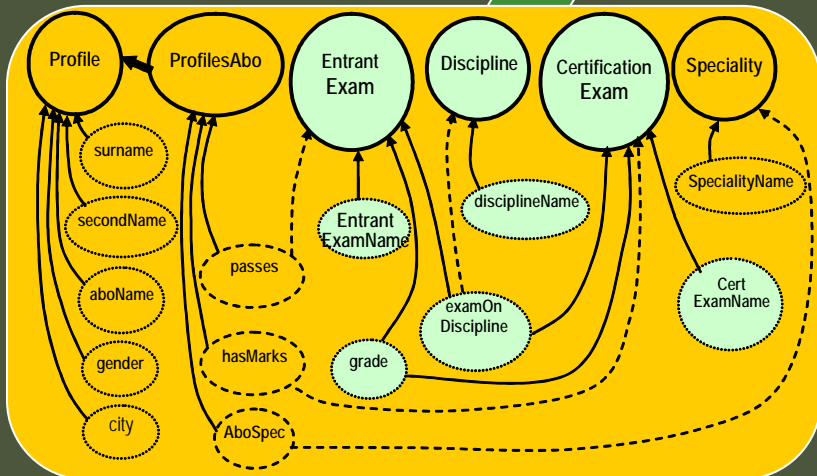 Profile
ProfilesAbo
Entrant
Exam
Discipline
Certification
Exam
Speciality
surname
secondName
aboName
gender
city
passes
hasMarks
AboSpec
Entrant
ExamName
grade
examOn
Discipline
disciplineName
SpecialityName
Cert
ExamName